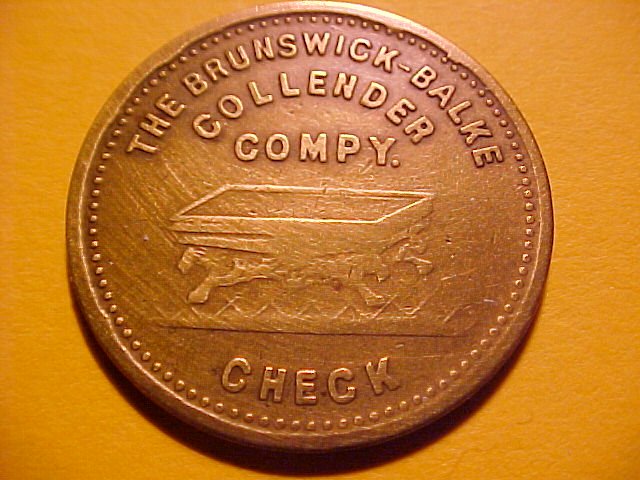 THE BRUNSWICK-BALKE
COLLENDER
COMPY.
CHECK